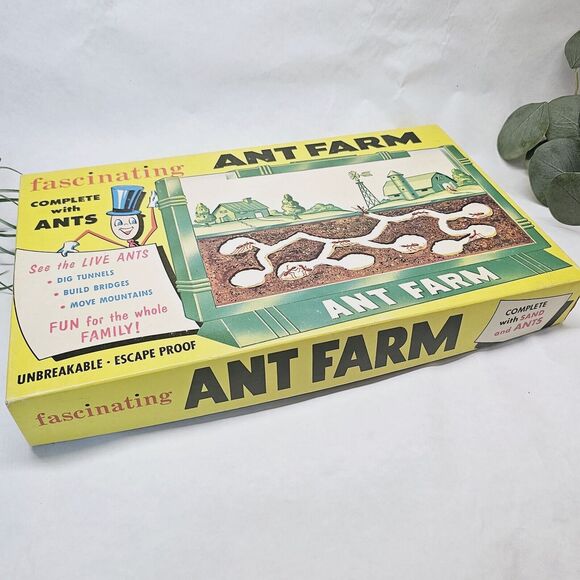 fascinating ANT FARM
COMPLETE
with
ANTS
See the LIVE ANTS
• DIG TUNNELS
• BUILD BRIDGES
• MOVE MOUNTAINS
FUN for the whole
FAMILY!
UNBREAKABLE • ESCAPE PROOF
ANT FARM
fascinating ANT FARM
COMPLETE
with SAND
and ANTS